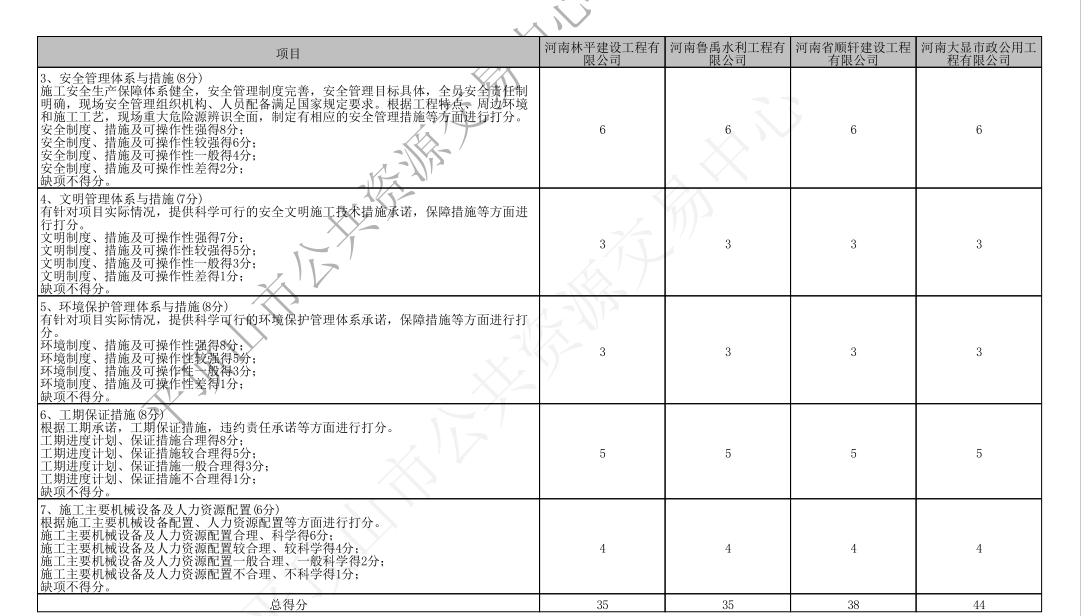 项目
河南林平建设工程有
限公司
河南鲁禹水利工程有
限公司
河南省顺轩建设工程
有限公司
河南大显市政公用工
程有限公司
3、安全管理体系与措施(8分)
施工安全生产保障体系健全，安全管理制度完善，安全管理目标具体，全员安全责任制
明确，现场安全管理组织机构、人员配备满足国家规定要求。根据工程特点、周边环境
和施工工艺，现场重大危险源辨识全面，制定有相应的安全管理措施等方面进行打分。
安全制度、措施及可操作性强得8分；
安全制度、措施及可操作性较强得6分；
安全制度、措施及可操作性一般得4分；
安全制度、措施及可操作性差得2分；
缺项不得分。
6
6
6
6
4、文明管理体系与措施(7分)
有针对项目实际情况，提供科学可行的安全文明施工技术措施承诺，保障措施等方面进
行打分。
文明制度、措施及可操作性强得7分；
文明制度、措施及可操作性较强得5分；
文明制度、措施及可操作性一般得3分；
文明制度、措施及可操作性差得1分；
缺项不得分。
3
3
3
3
5、环境保护管理体系与措施(8分)
有针对项目实际情况，提供科学可行的环境保护管理体系承诺，保障措施等方面进行打
分。
环境制度、措施及可操作性强得8分；
环境制度、措施及可操作性较强得5分；
环境制度、措施及可操作性一般得3分；
环境制度、措施及可操作性差得1分；
缺项不得分。
3
3
3
3
6、工期保证措施(8分)
根据工期承诺，工期保证措施，违约责任承诺等方面进行打分。
工期进度计划、保证措施合理得8分；
工期进度计划、保证措施较合理得5分；
工期进度计划、保证措施一般合理得3分；
工期进度计划、保证措施不合理得1分；
缺项不得分。
5
5
5
5
7、施工主要机械设备及人力资源配置(6分)
根据施工主要机械设备配置、人力资源配置等方面进行打分。
施工主要机械设备及人力资源配置合理、科学得6分；
施工主要机械设备及人力资源配置较合理、较科学得4分；
施工主要机械设备及人力资源配置一般合理、一般科学得2分；
施工主要机械设备及人力资源配置不合理、不科学得1分；
缺项不得分。
4
4
4
4
总得分
35
35
38
44
平顶山市公共资源交易中心
平顶山市公共资源交易中心